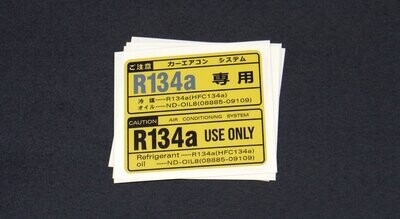 ご注意 カーエアコン システム
R134a 専用
冷 媒—R134a(HFC134a)
オイル—ND-OIL8(08885-09109)
CAUTION AIR CONDITIONING SYSTEM
R134a USE ONLY
Refrigerant—R134a(HFC134a)
oil —ND-OIL8(08885-09109)